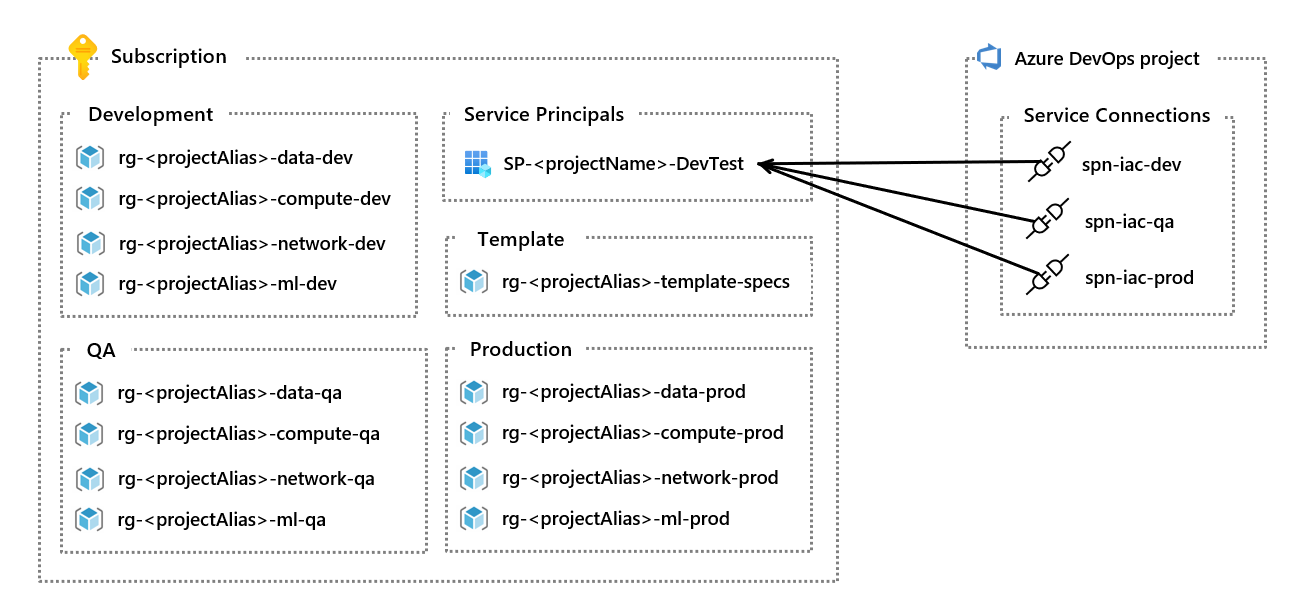 Subscription
Development
rg-<projectAlias>-data-dev
rg-<projectAlias>-compute-dev
rg-<projectAlias>-network-dev
rg-<projectAlias>-ml-dev
Service Principals
SP-<projectName>-DevTest
Template
rg-<projectAlias>-template-specs
QA
rg-<projectAlias>-data-qa
rg-<projectAlias>-compute-qa
rg-<projectAlias>-network-qa
rg-<projectAlias>-ml-qa
Production
rg-<projectAlias>-data-prod
rg-<projectAlias>-compute-prod
rg-<projectAlias>-network-prod
rg-<projectAlias>-ml-prod
Azure DevOps project
Service Connections
spn-iac-dev
spn-iac-qa
spn-iac-prod